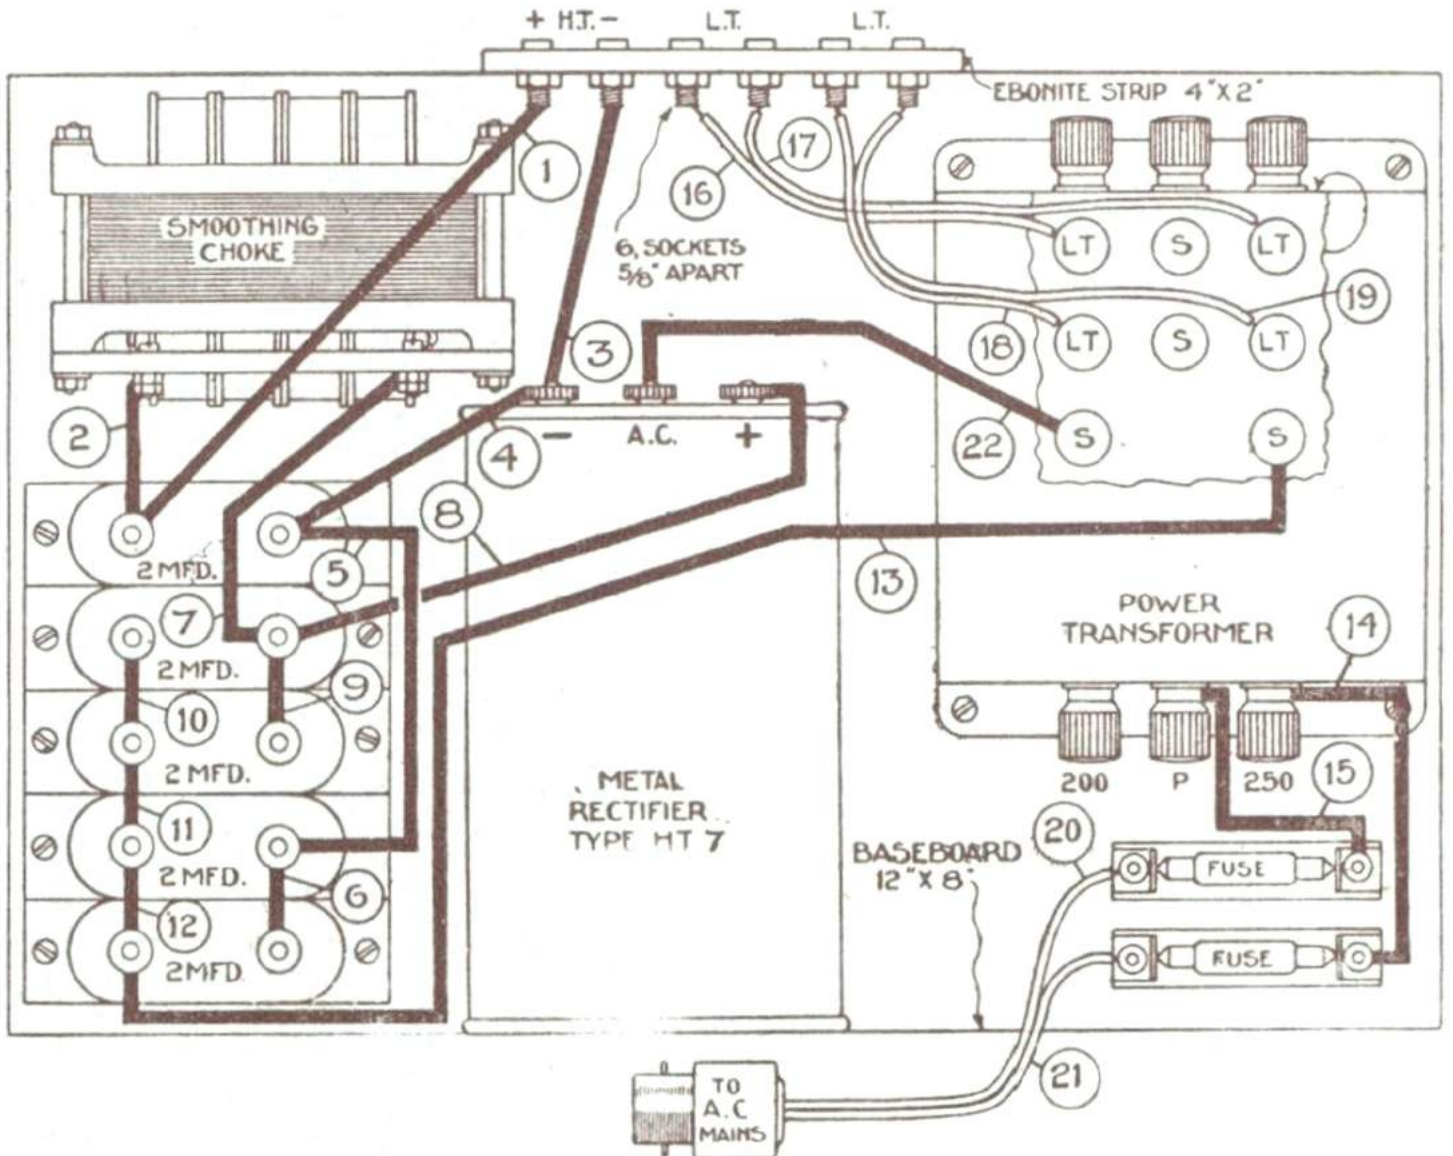 + H.T. -
L.T.
L.T.
EBONITE STRIP 4"X 2"
1
17
16
SMOOTHING
CHOKE
6, SOCKETS
5/8" APART
LT
S
LT
19
3
18
LT
S
LT
2
4
- A.C. +
22
S
S
8
2 MFD.
5
13
7
POWER
TRANSFORMER
14
2 MFD.
9
10
2 MFD.
METAL
RECTIFIER
TYPE HT 7
200
P
250
15
11
20
BASEBOARD
12"X 8"
FUSE
2 MFD.
6
12
2 MFD.
FUSE
21
TO
A.C
MAINS